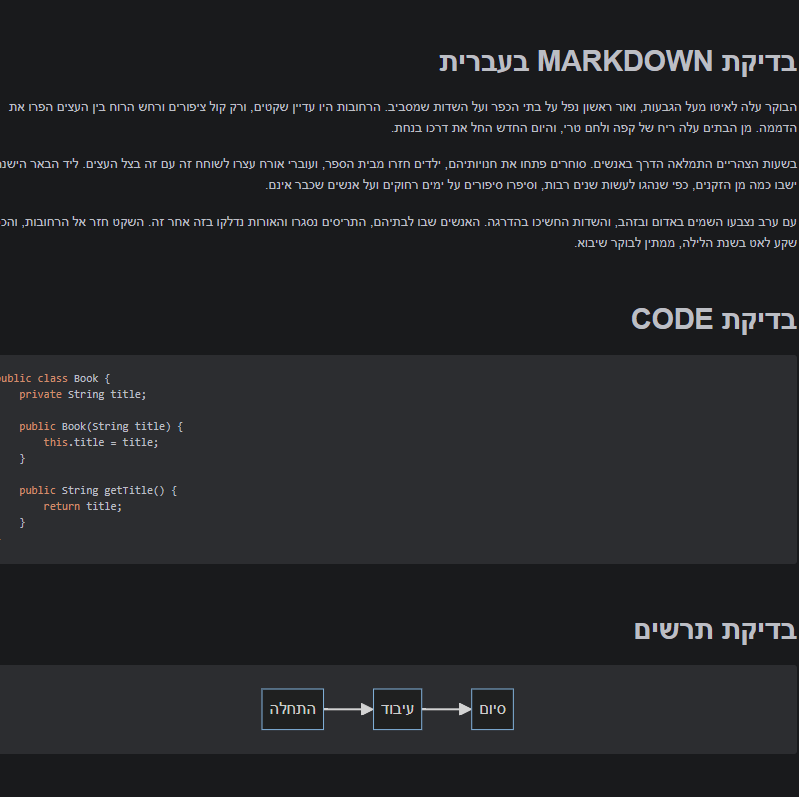 בדיקת MARKDOWN בעברית
הבוקר עלה לאיטו מעל הגבעות, ואור ראשון נפל על בתי הכפר ועל השדות שמסביב. הרחובות היו עדיין שקטים, ורק קול ציפורים ורחש הרוח בין העצים הפרו את
הדממה. מן הבתים עלה ריח של קפה ולחם טרי, והיום החדש החל את דרכו בנחת.
בשעות הצהריים התמלאה הדרך באנשים. סוחרים פתחו את חנויותיהם, ילדים חזרו מבית הספר, ועוברי אורח עצרו לשוחח זה עם זה בצל העצים. ליד הבאר
ישבו כמה מן הזקנים, כפי שנהגו לעשות שנים רבות, וסיפרו סיפורים על ימים רחוקים ועל אנשים שכבר אינם.
עם ערב נצבעו השמים באדום ובזהב, והשדות החשיכו בהדרגה. האנשים שבו לבתיהם, התריסים נסגרו והאורות נדלקו בזה אחר זה. השקט חזר אל הרחובות,
שקע לאט בשנת הלילה, ממתין לבוקר שיבוא.
בדיקת CODE
public class Book {
private String title;
public Book(String title) {
this.title = title;
}
public String getTitle() {
return title;
}
בדיקת תרשים
התחלה
עיבוד
סיום